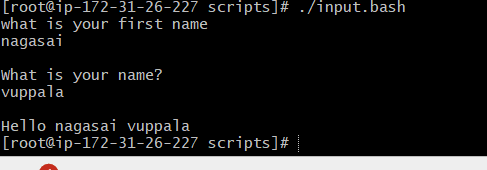 [root@ip-172-31-26-227 scripts]# ./input.bash
what is your first name
nagasai
What is your name?
vuppala
Hello nagasai vuppala
[root@ip-172-31-26-227 scripts]#